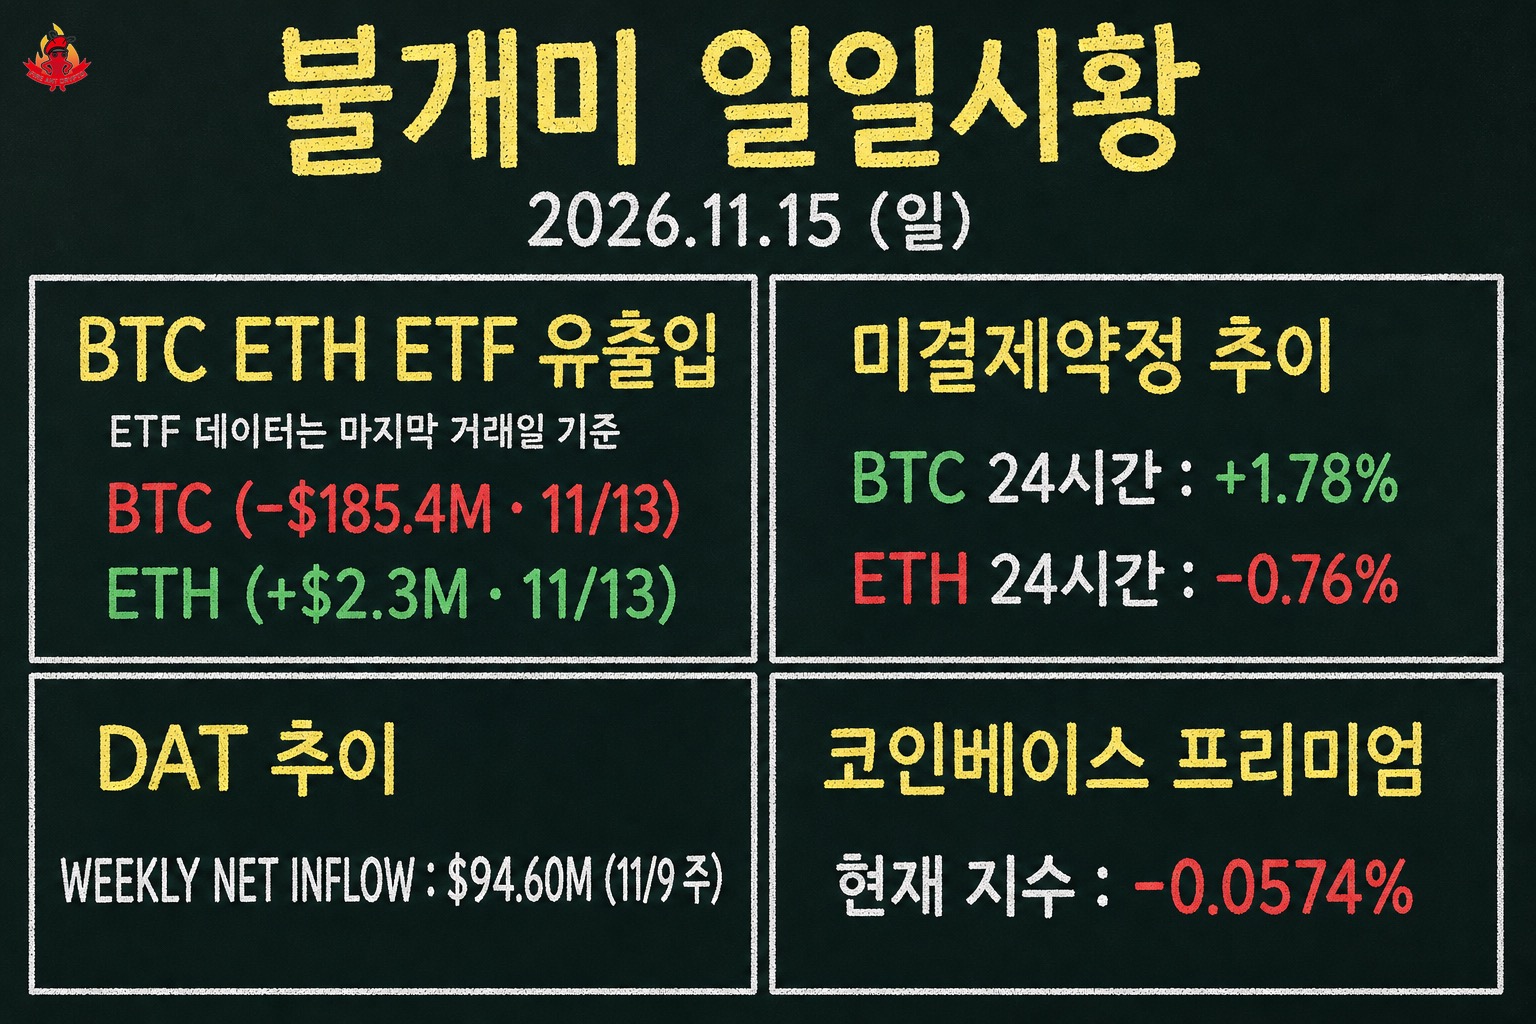 불개미 일일시황
2026.11.15 (일)
BTC ETH ETF 유출입
ETF 데이터는 마지막 거래일 기준
BTC (-$185.4M · 11/13)
ETH (+$2.3M · 11/13)
미결제약정 추이
BTC 24시간 : +1.78%
ETH 24시간 : -0.76%
DAT 추이
WEEKLY NET INFLOW : $94.60M (11/9 주)
코인베이스 프리미엄
현재 지수 : -0.0574%